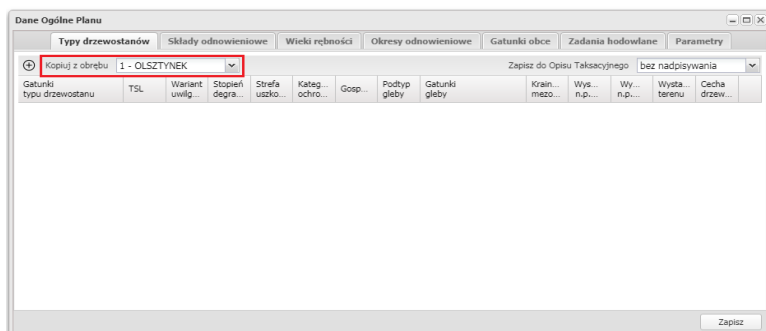 Dane Ogólne Planu
Typy drzewostanów Składy odnowieniowe Wieki rębności Okresy odnowieniowe Gatunki obce Zadania hodowlane Parametry
Kopiuj z obrębu 1 - OLSZTYNEK Zapisz do Opisu Taksacyjnego bez nadpisywania
Gatunki typu drzewostanu TSL Wariant uwilg... Stopień degra... Strefa uszko... Kateg... ochro... Gosp... Podtyp gleby Gatunki gleby Krain... mezo... Wys... n.p.... Wy... n.p.... Wysta... terenu Cecha drzew...
Zapisz